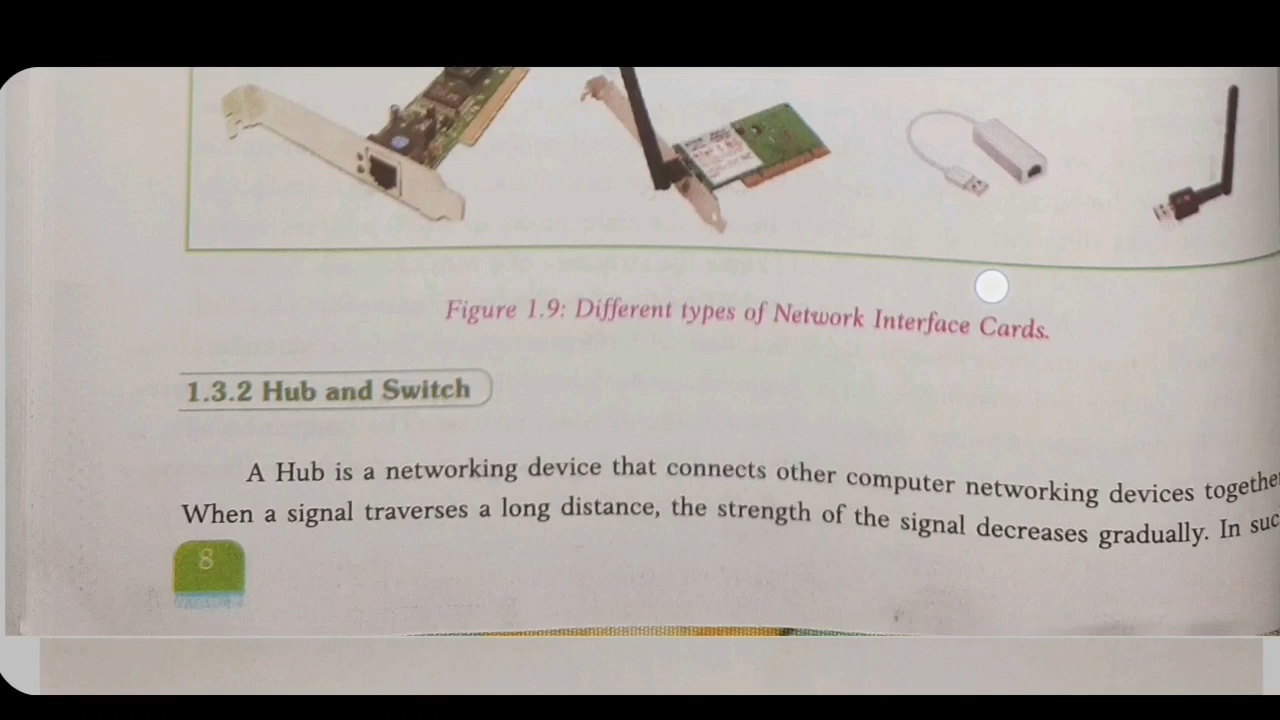 Figure 1.9: Different types of Network Interface Cards.
1.3.2 Hub and Switch
A Hub is a networking device that connects other computer networking devices
When a signal traverses a long distance, the strength of the signal decreases gradually. In
8